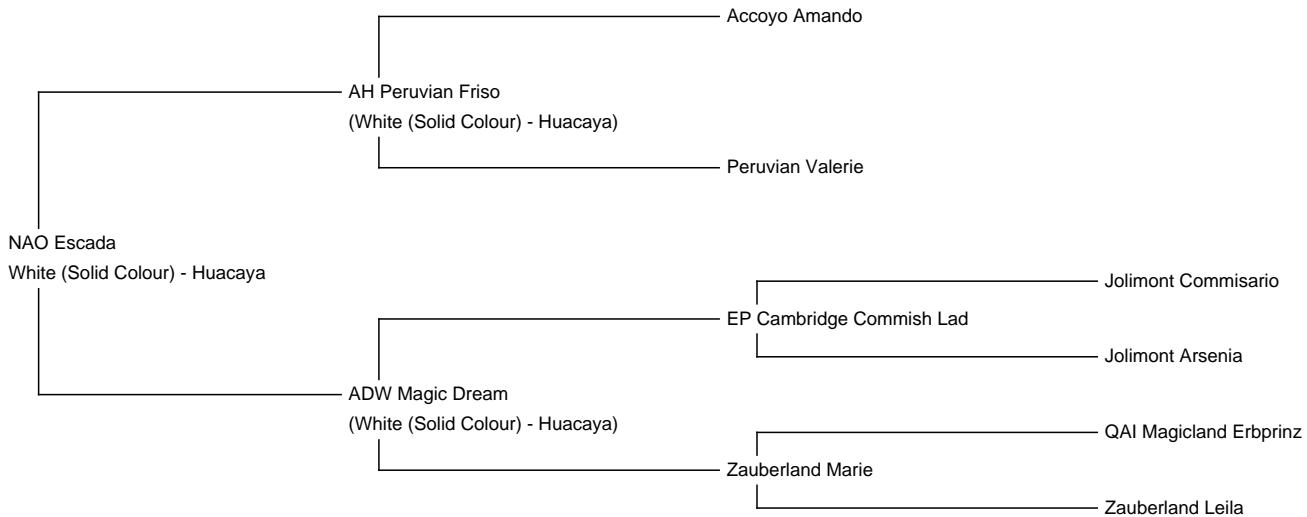 Accoyo Amando
AH Peruvian Friso
(White (Solid Colour) - Huacaya)
Peruvian Valerie
NAO Escada
White (Solid Colour) - Huacaya
Jolimont Commisario
EP Cambridge Commish Lad
Jolimont Arsenia
ADW Magic Dream
(White (Solid Colour) - Huacaya)
QAI Magicland Erbprinz
Zauberland Marie
Zauberland Leila